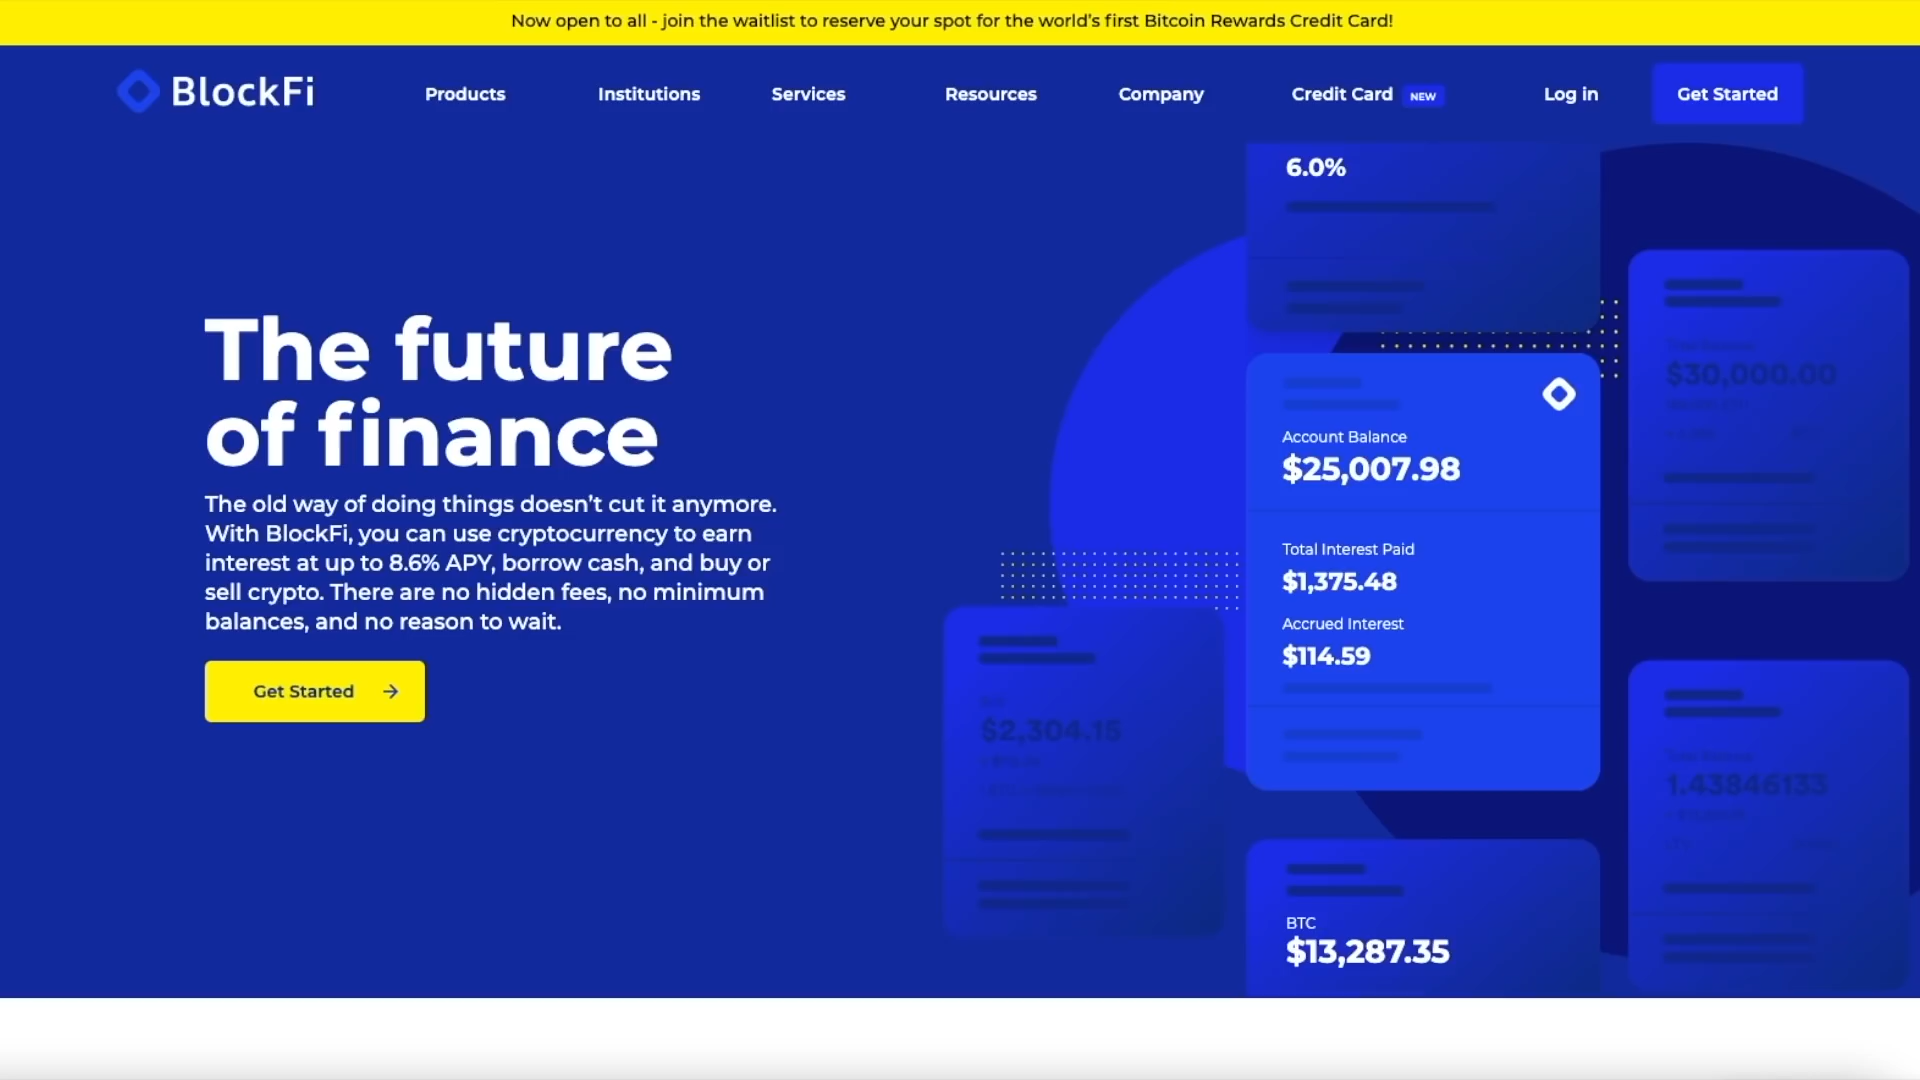 Now open to all - join the waitlist to reserve your spot for the world's first Bitcoin Rewards Credit Card!
BlockFi
Products
Institutions
Services
Resources
Company
Credit Card NEW
Log in
Get Started
The future
of finance
The old way of doing things doesn’t cut it anymore.
With BlockFi, you can use cryptocurrency to earn
interest at up to 8.6% APY, borrow cash, and buy or
sell crypto. There are no hidden fees, no minimum
balances, and no reason to wait.
Get Started
6.0%
Account Balance
$25,007.98
Total Interest Paid
$1,375.48
Accrued Interest
$114.59
BTC
$13,287.35
$2,304.15
$30,000.00
1.43846133